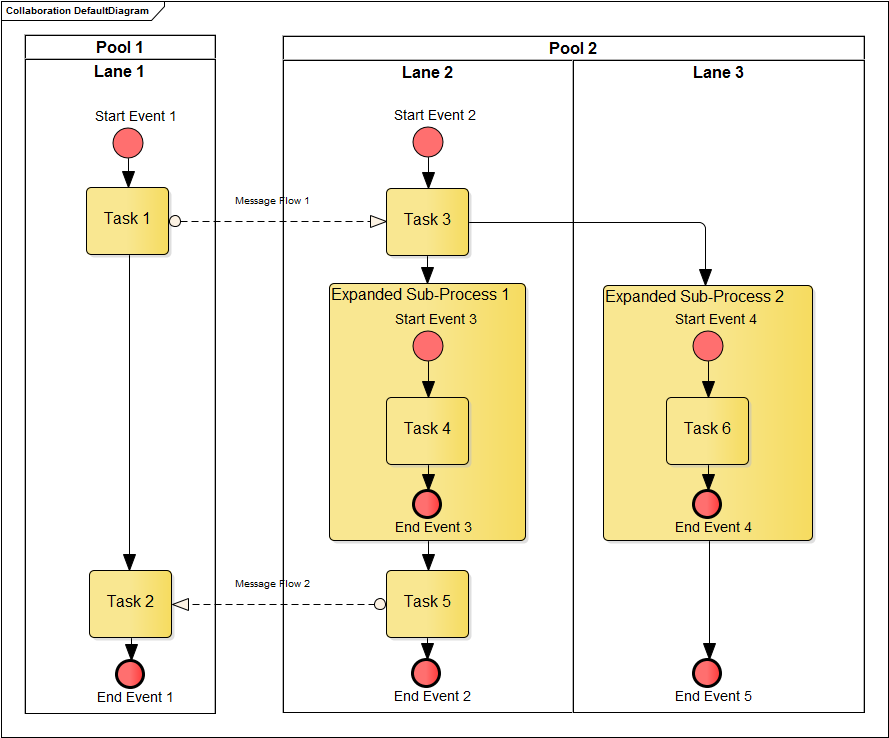 Collaboration DefaultDiagram
Pool 1
Pool 2
Lane 1
Lane 2
Lane 3
Start Event 1
Start Event 2
Task 1
Message Flow 1
Task 3
Expanded Sub-Process 1
Expanded Sub-Process 2
Start Event 3
Start Event 4
Task 4
Task 6
End Event 3
End Event 4
Task 2
Message Flow 2
Task 5
End Event 1
End Event 2
End Event 5